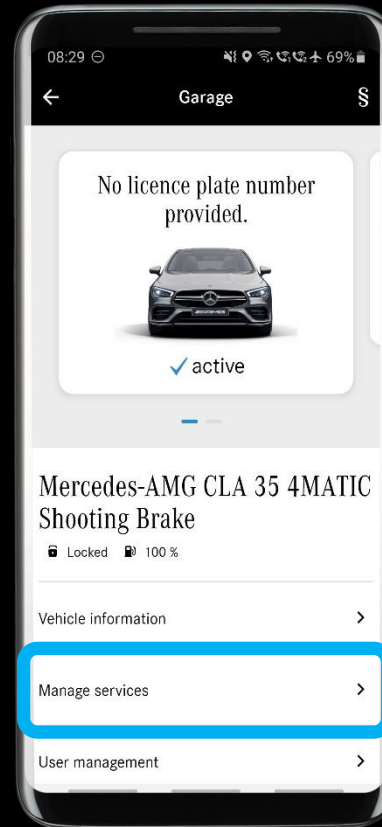 08:29 69%
Garage §
No licence plate number
provided.
active
Mercedes-AMG CLA 35 4MATIC
Shooting Brake
Locked 100 %
Vehicle information
Manage services
User management